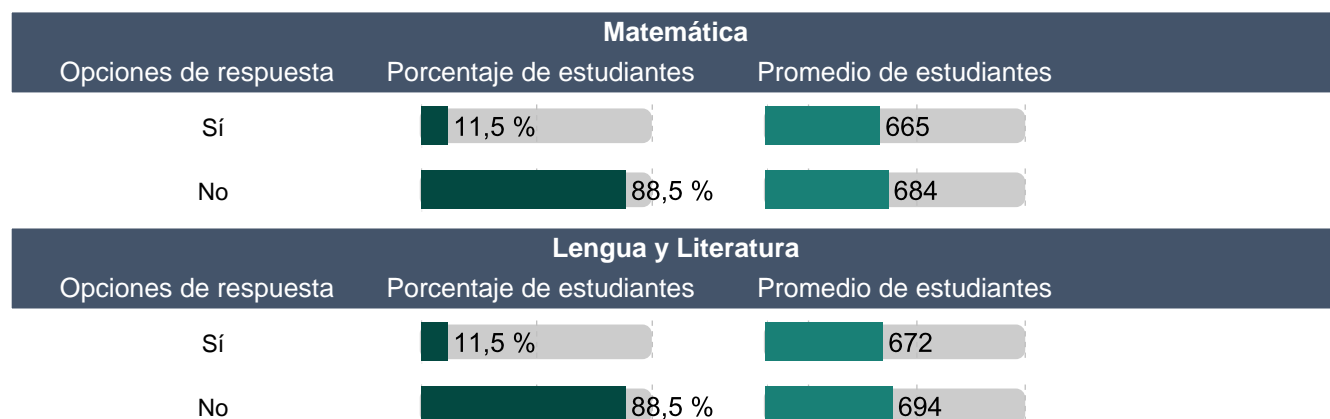 Matemática
Opciones de respuesta Porcentaje de estudiantes Promedio de estudiantes
Sí 11,5 % 665
No 88,5 % 684
Lengua y Literatura
Opciones de respuesta Porcentaje de estudiantes Promedio de estudiantes
Sí 11,5 % 672
No 88,5 % 694